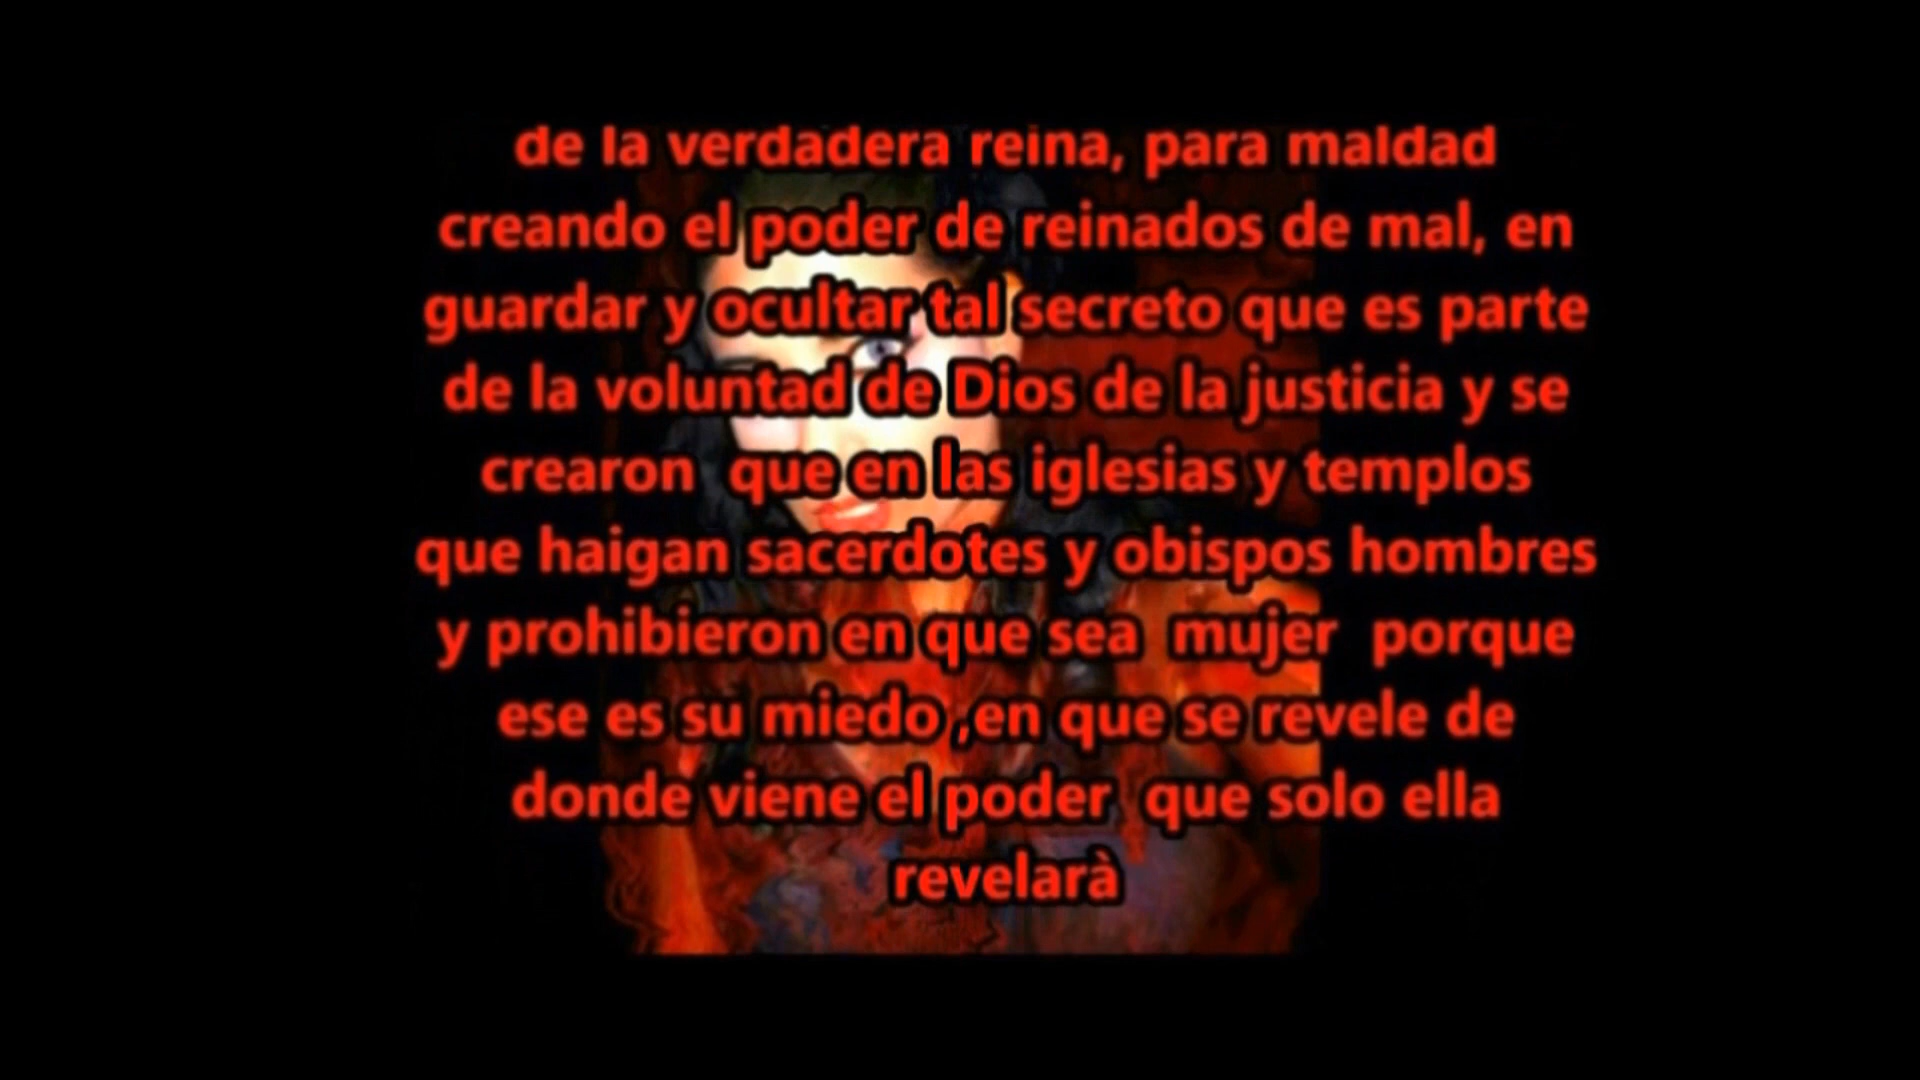 de la verdadera reina, para maldad
creando el poder de reinados de mal, en
guardar y ocultar tal secreto que es parte
de la voluntad de Dios de la justicia y se
crearon  que en las iglesias y templos
que haigan sacerdotes y obispos hombres
y prohibieron en que sea  mujer  porque
ese es su miedo ,en que se revele de
donde viene el poder  que solo ella
revelarà